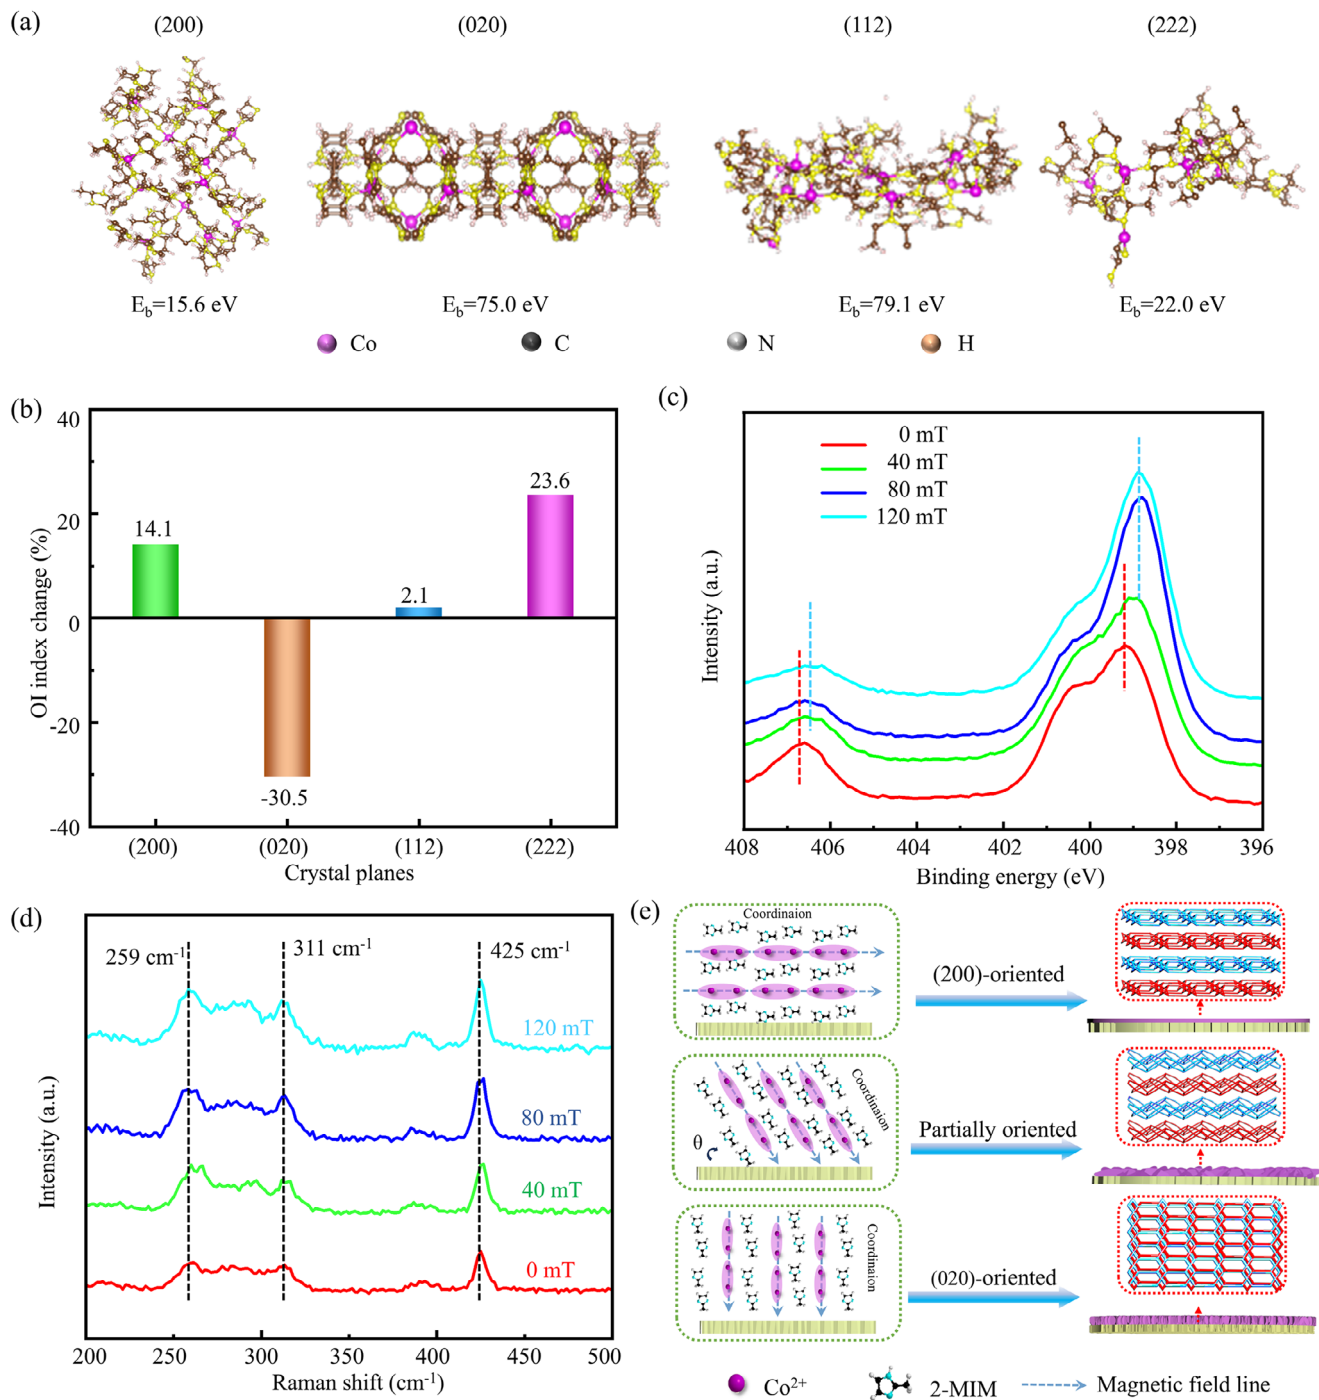 (a)
(200)
(020)
(112)
(222)
E_b=15.6 eV
E_b=75.0 eV
E_b=79.1 eV
E_b=22.0 eV
Co
C
N
H
(b)
40
20
0
-20
-40
OI index change (%)
14.1
-30.5
2.1
23.6
(200)
(020)
(112)
(222)
Crystal planes
(c)
0 mT
40 mT
80 mT
120 mT
Intensity (a.u.)
408
406
404
402
400
398
396
Binding energy (eV)
(d)
259 cm⁻¹
311 cm⁻¹
425 cm⁻¹
120 mT
80 mT
40 mT
0 mT
Intensity (a.u.)
200
250
300
350
400
450
500
Raman shift (cm⁻¹)
(e)
Coordinaion
(200)-oriented
Coordinaion
θ
Partially oriented
Coordinaion
(020)-oriented
Co²⁺
2-MIM
Magnetic field line